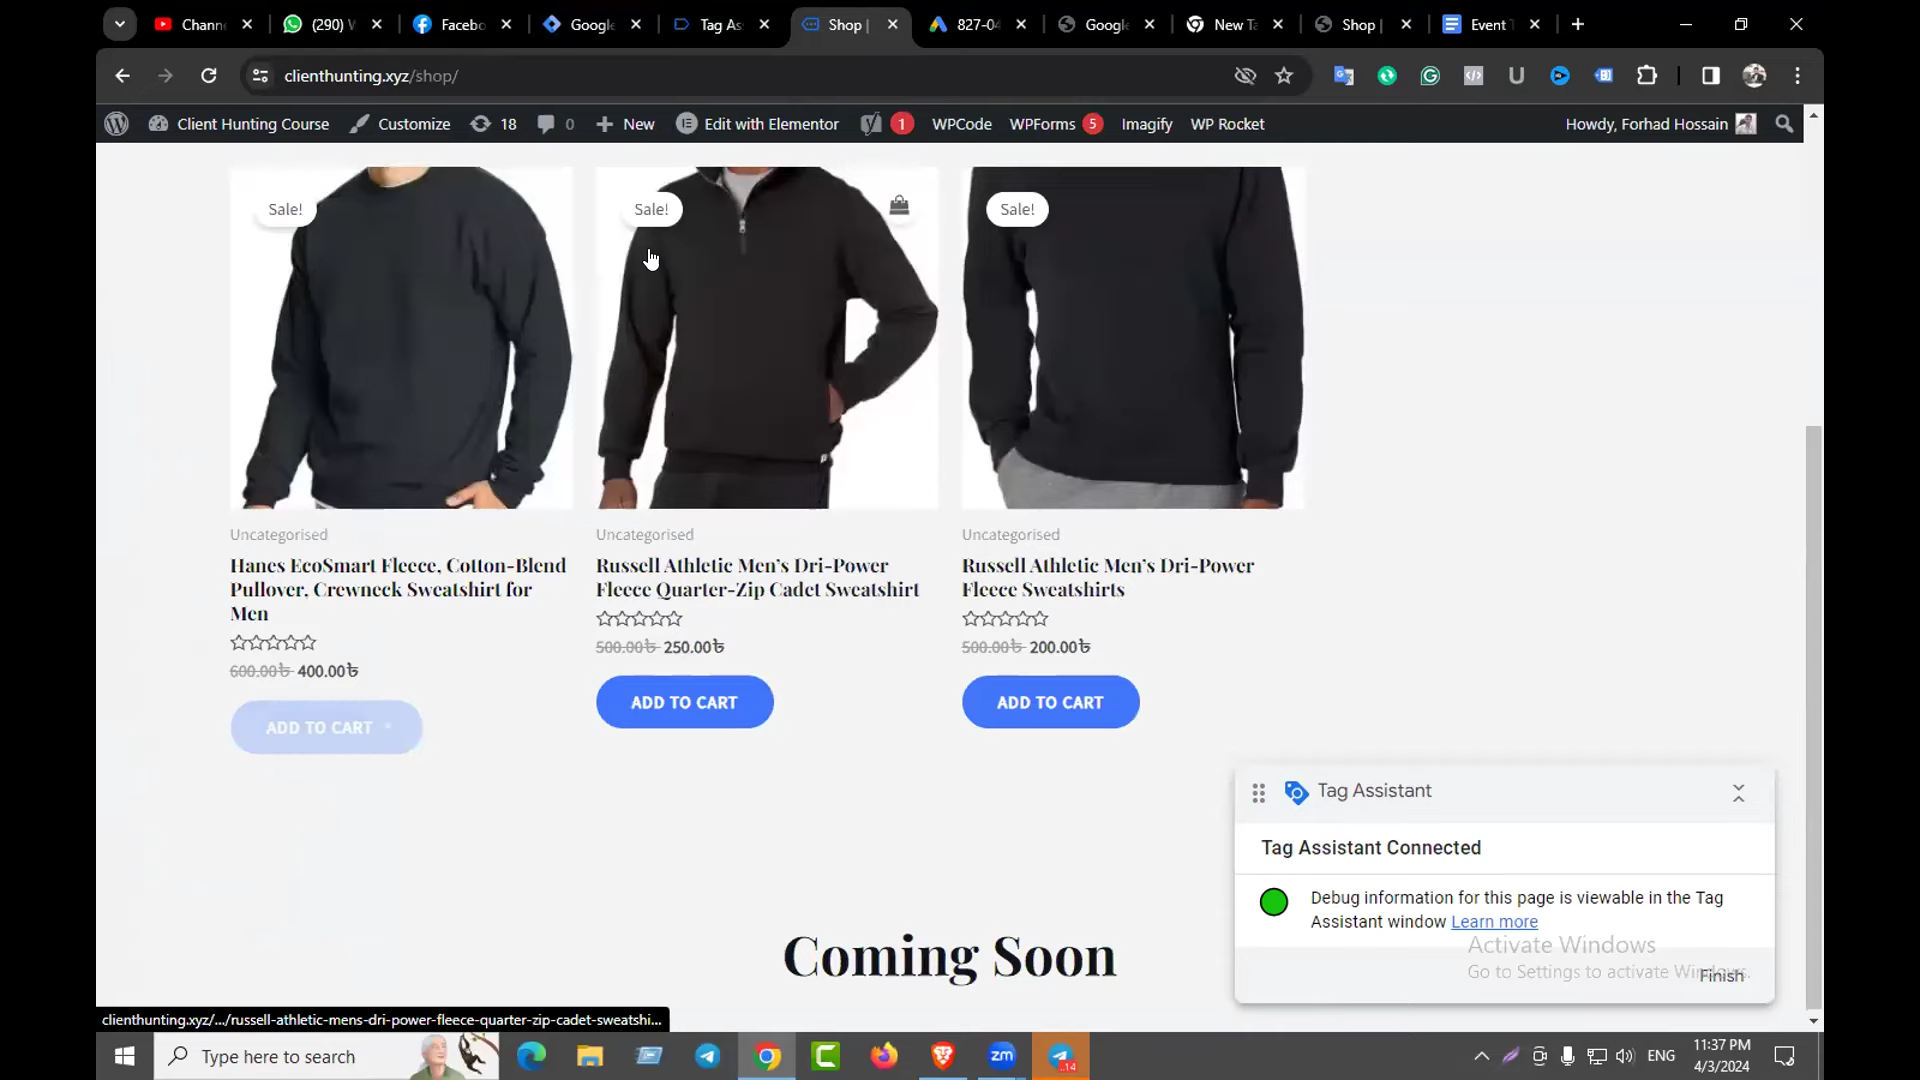 Chann
(290) W
Facebo
Google
Tag As
Shop |
827-04
Google
New Ta
Shop |
Event T
clienthunting.xyz/shop/
Client Hunting Course
Customize
18
0
New
Edit with Elementor
1
WPCode
WPForms 5
Imagify
WP Rocket
Howdy, Forhad Hossain
Sale!
Sale!
Sale!
Uncategorised
Hanes EcoSmart Fleece, Cotton-Blend
Pullover, Crewneck Sweatshirt for
Men
600.00৳ 400.00৳
ADD TO CART
Uncategorised
Russell Athletic Men’s Dri-Power
Fleece Quarter-Zip Cadet Sweatshirt
500.00৳ 250.00৳
ADD TO CART
Uncategorised
Russell Athletic Men’s Dri-Power
Fleece Sweatshirts
500.00৳ 200.00৳
ADD TO CART
Tag Assistant
Tag Assistant Connected
Debug information for this page is viewable in the Tag
Assistant window Learn more
Activate Windows
Go to Settings to activate Windows.
Finish
Coming Soon
clienthunting.xyz/.../russell-athletic-mens-dri-power-fleece-quarter-zip-cadet-sweatshi...
Type here to search
zm
..14
ENG
11:37 PM
4/3/2024